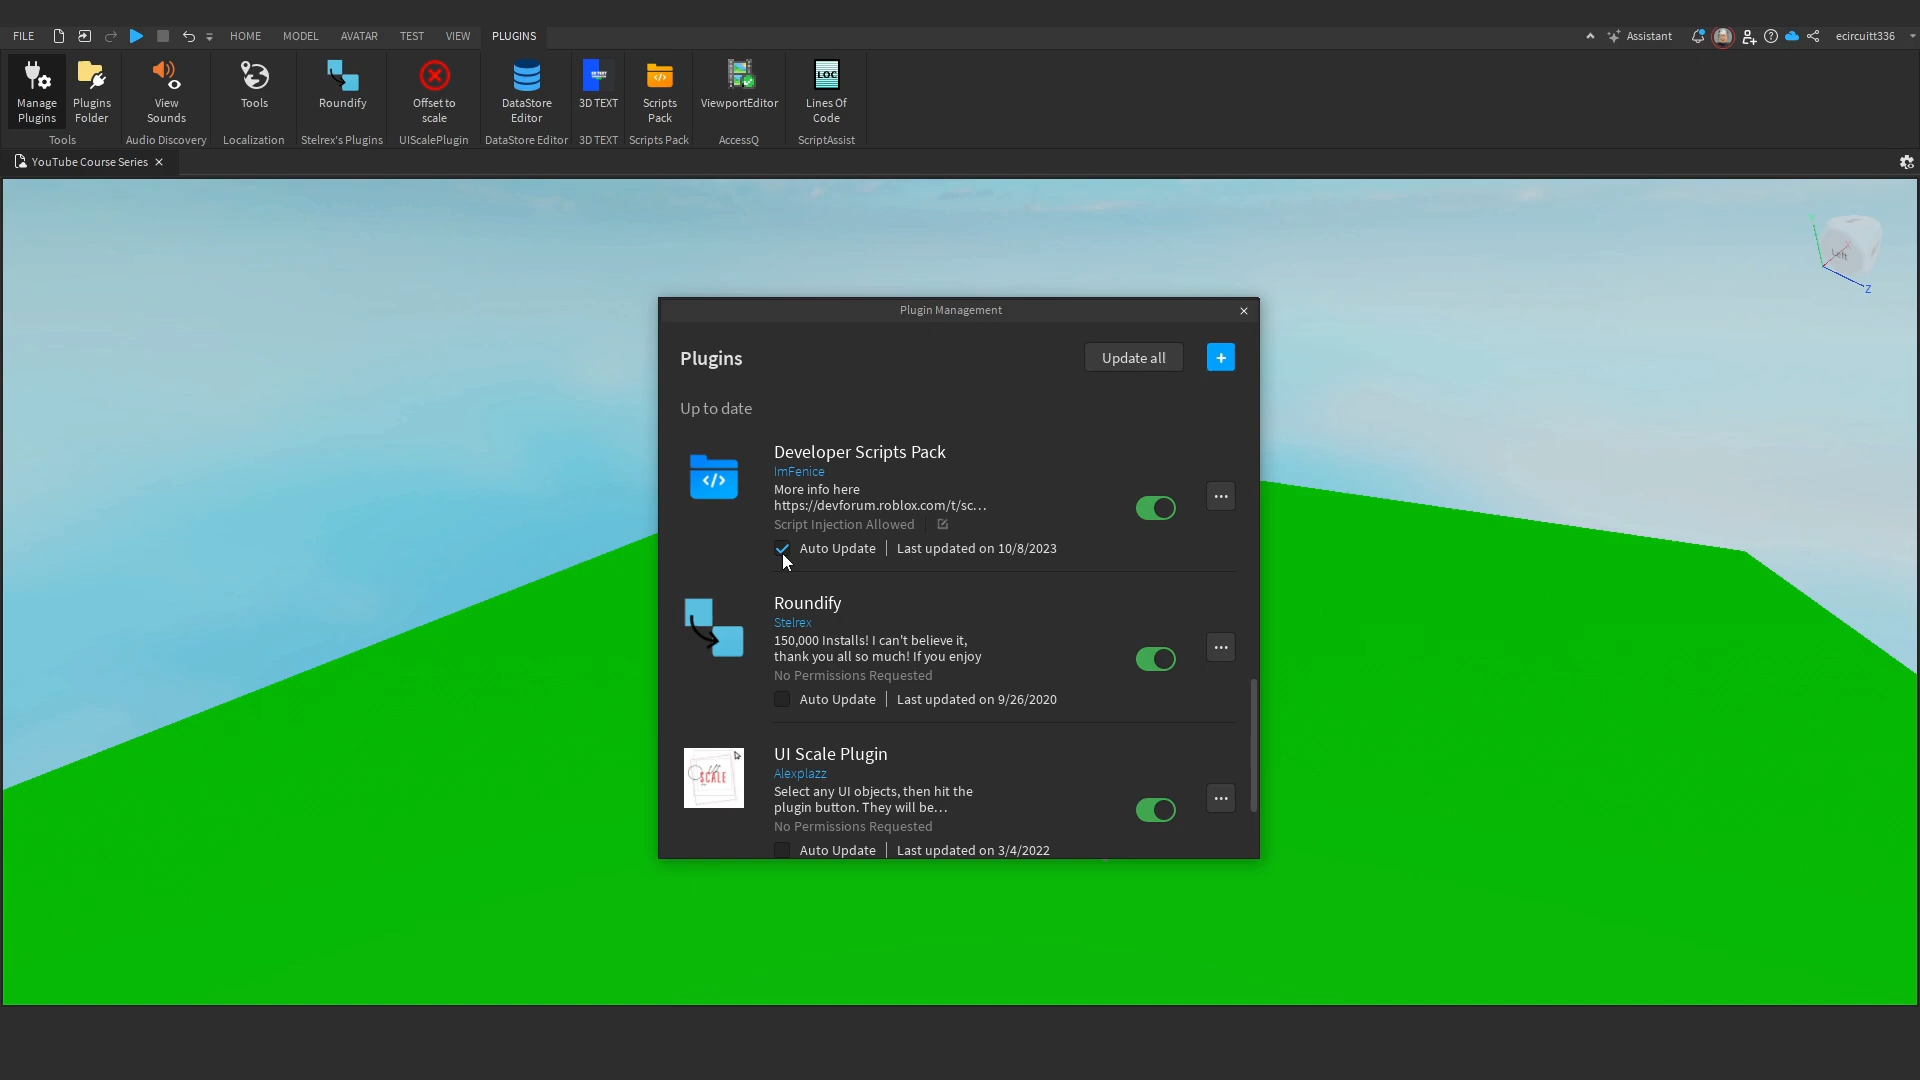 FILE HOME MODEL AVATAR TEST VIEW PLUGINS Assistant ecircuitt336
Manage Plugins
Plugins Folder
Tools
View Sounds
Audio Discovery
Tools
Localization
Roundify
Stelrex's Plugins
Offset to scale
UIScalePlugin
DataStore Editor
DataStore Editor
3D TEXT
3D TEXT
Scripts Pack
Scripts Pack
ViewportEditor
AccessQ
LOC
Lines Of Code
ScriptAssist
YouTube Course Series
Left
Z
Plugin Management
Plugins Update all +
Up to date
Developer Scripts Pack
ImFenice
More info here
https://devforum.roblox.com/t/sc...
Script Injection Allowed
Auto Update | Last updated on 10/8/2023
Roundify
Stelrex
150,000 Installs! I can't believe it,
thank you all so much! If you enjoy
No Permissions Requested
Auto Update | Last updated on 9/26/2020
UI Scale Plugin
SCALE
Alexplazz
Select any UI objects, then hit the
plugin button. They will be...
No Permissions Requested
Auto Update | Last updated on 3/4/2022